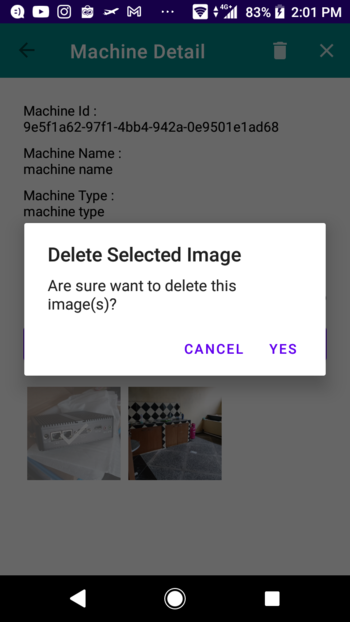 4G+ 83% 2:01 PM
Machine Detail
Machine Id :
9e5f1a62-97f1-4bb4-942a-0e9501e1ad68
Machine Name :
machine name
Machine Type :
machine type
Delete Selected Image
Are sure want to delete this
image(s)?
CANCEL YES